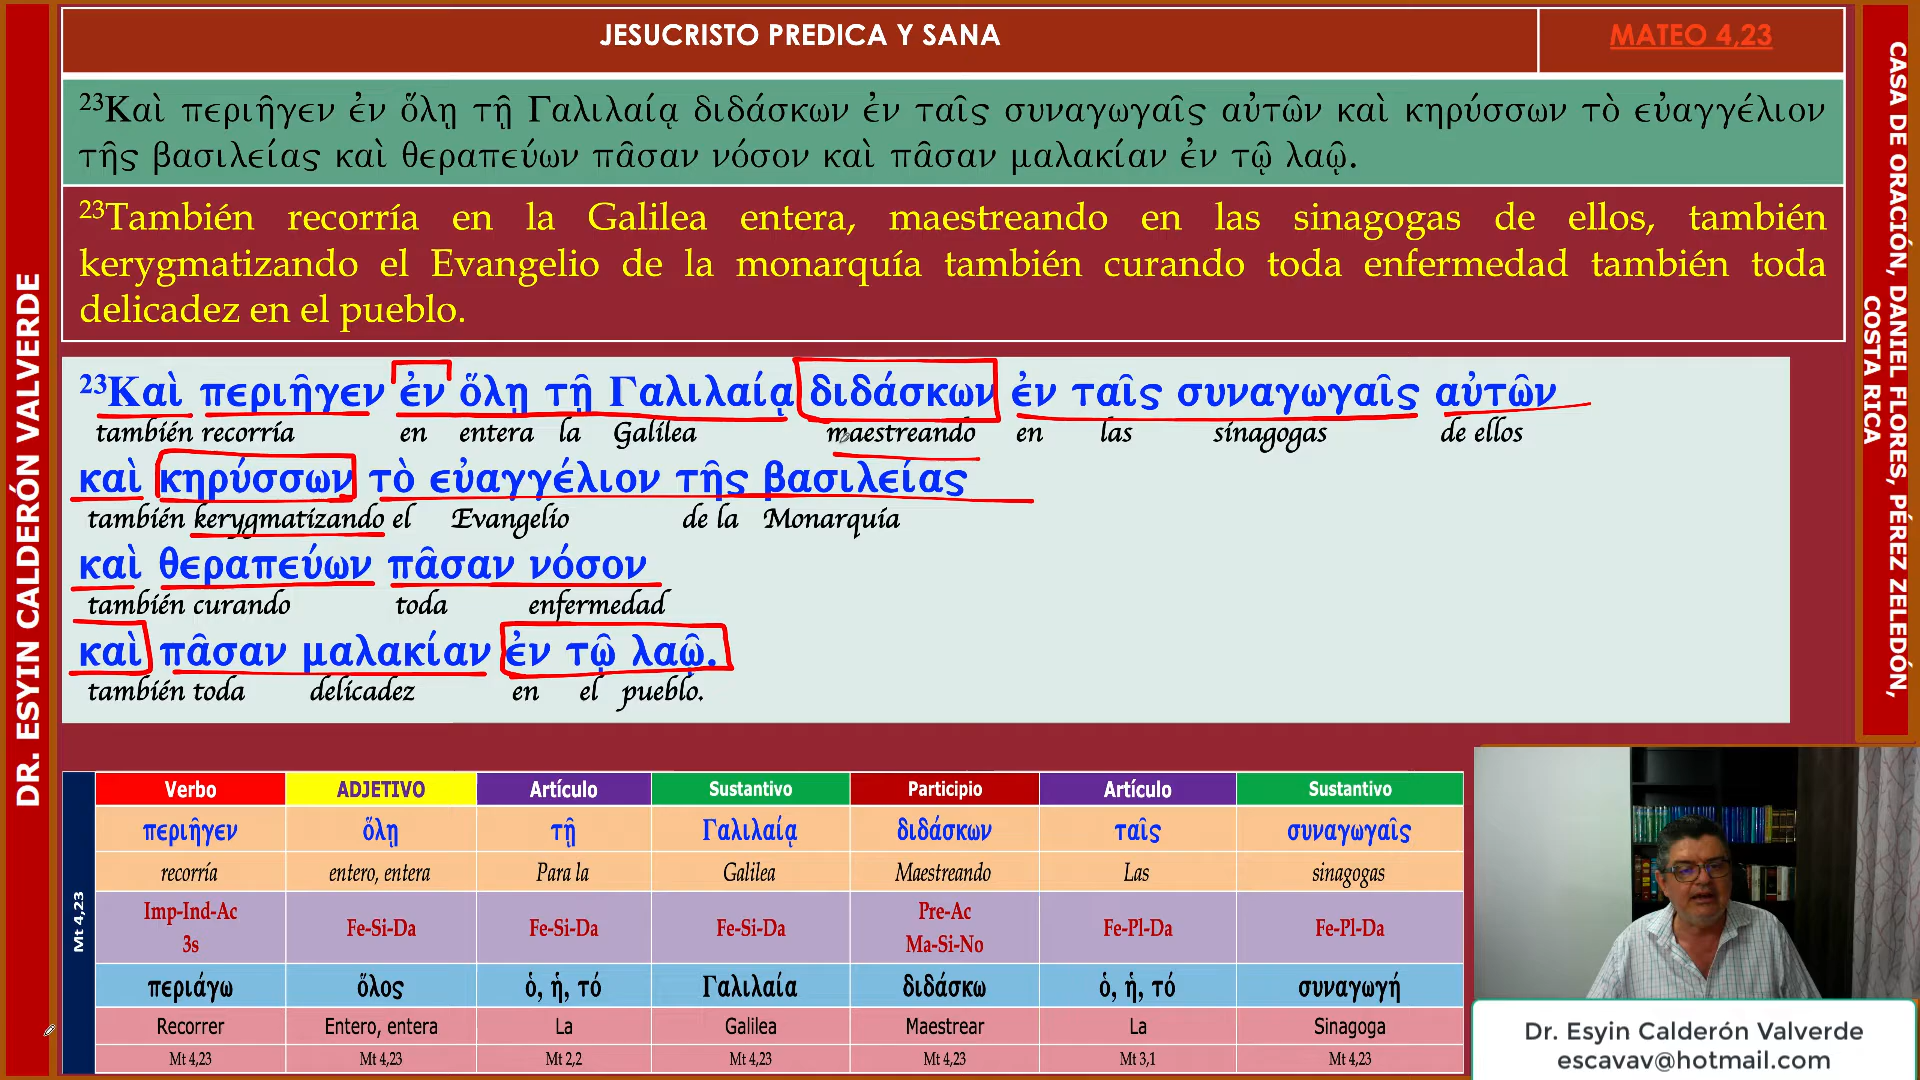 JESUCRISTO PREDICA Y SANA
MATEO 4,23
²³Καὶ περιῆγεν ἐν ὅλῃ τῇ Γαλιλαίᾳ διδάσκων ἐν ταῖς συναγωγαῖς αὐτῶν καὶ κηρύσσων τὸ εὐαγγέλιον
τῆς βασιλείας καὶ θεραπεύων πᾶσαν νόσον καὶ πᾶσαν μαλακίαν ἐν τῷ λαῷ.
²³También recorría en la Galilea entera, maestreando en las sinagogas de ellos, también
kerygmatizando el Evangelio de la monarquía también curando toda enfermedad también toda
delicadez en el pueblo.
²³Καὶ περιῆγεν ἐν ὅλῃ τῇ Γαλιλαίᾳ διδάσκων ἐν ταῖς συναγωγαῖς αὐτῶν
también recorría en entera la Galilea maestreando en las sinagogas de ellos
καὶ κηρύσσων τὸ εὐαγγέλιον τῆς βασιλείας
también kerygmatizando el Evangelio de la Monarquía
καὶ θεραπεύων πᾶσαν νόσον
también curando toda enfermedad
καὶ πᾶσαν μαλακίαν ἐν τῷ λαῷ.
también toda delicadez en el pueblo.
Mt 4,23
Verbo ADJETIVO Artículo Sustantivo Participio Artículo Sustantivo
περιῆγεν ὅλῃ τῇ Γαλιλαίᾳ διδάσκων ταῖς συναγωγαῖς
recorría entero, entera Para la Galilea Maestreando Las sinagogas
Imp-Ind-Ac 3s Fe-Si-Da Fe-Si-Da Fe-Si-Da Pre-Ac Ma-Si-No Fe-Pl-Da Fe-Pl-Da
περιάγω ὅλος ὁ, ἡ, τό Γαλιλαία διδάσκω ὁ, ἡ, τό συναγωγή
Recorrer Entero, entera La Galilea Maestrear La Sinagoga
Mt 4,23 Mt 4,23 Mt 2,2 Mt 4,23 Mt 4,23 Mt 3,1 Mt 4,23
DR. ESYIN CALDERÓN VALVERDE
CASA DE ORACIÓN, DANIEL FLORES, PÉREZ ZELEDÓN,
COSTA RICA
Dr. Esyin Calderón Valverde
escavav@hotmail.com